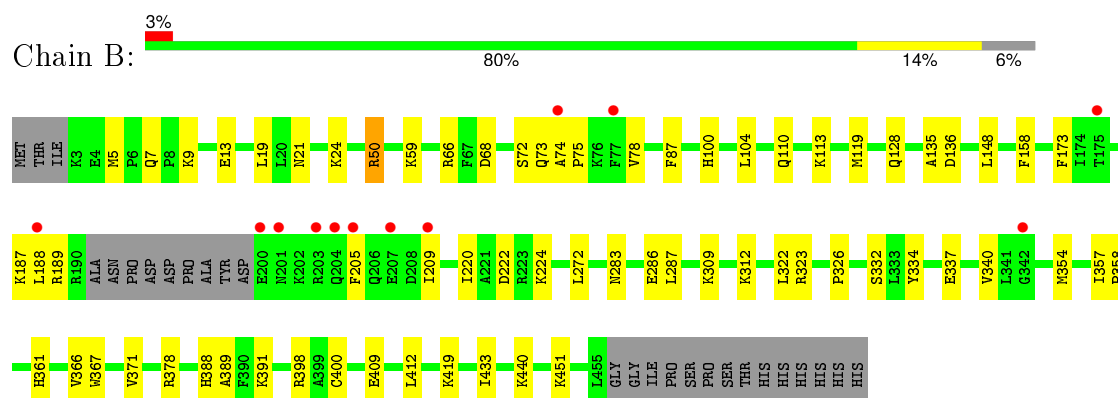 3%
Chain B:
80% 14% 6%
MET THR ILE K3 E4 M5 P6 Q7 P8 K9 E13 L19 L20 N21 K24 R50 K59 R66 F67 D68 S72 Q73 A74 P75 K76 F77 V78 F87 H100 L104 Q110 K113 M119 Q128 A135 D136 L148 F158 F173 I174 T175
K187 L188 R189 R190 ALA ASN PRO ASP ASP PRO ALA TYR ASP E200 N201 K202 R203 Q204 F205 Q206 E207 D208 I209 I220 A221 D222 R223 K224 L272 N283 E286 L287 K309 K312 L322 R323 P326 S332 L333 Y334 E337 V340 L341 G342 M354 I357 P358
H361 V366 W367 V371 R378 H388 A389 F390 K391 R398 A399 C400 E409 L412 K419 I433 K440 K451 L455 GLY GLY ILE PRO SER PRO SER THR HIS HIS HIS HIS HIS HIS